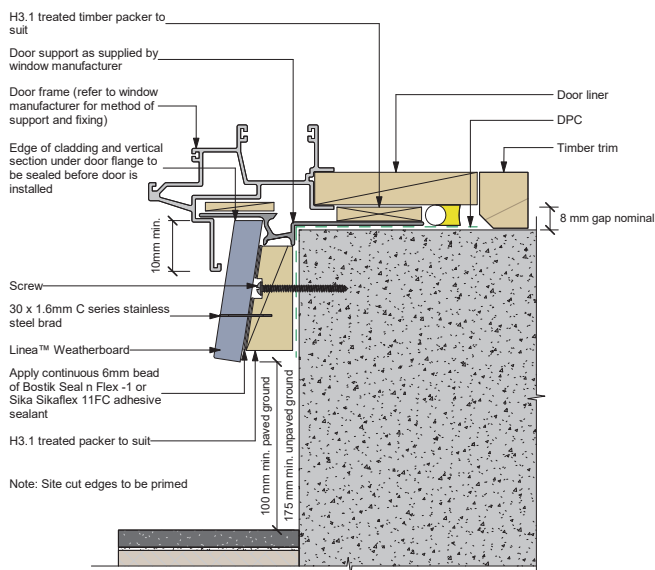 H3.1 treated timber packer to
suit
Door support as supplied by
window manufacturer
Door frame (refer to window
manufacturer for method of
support and fixing)
Edge of cladding and vertical
section under door flange to
be sealed before door is
installed
Door liner
DPC
Timber trim
8 mm gap nominal
10mm min.
Screw
30 x 1.6mm C series stainless
steel brad
Linea™ Weatherboard
Apply continuous 6mm bead
of Bostik Seal n Flex -1 or
Sika Sikaflex 11FC adhesive
sealant
H3.1 treated packer to suit
100 mm min. paved ground
175 mm min. unpaved ground
Note: Site cut edges to be primed